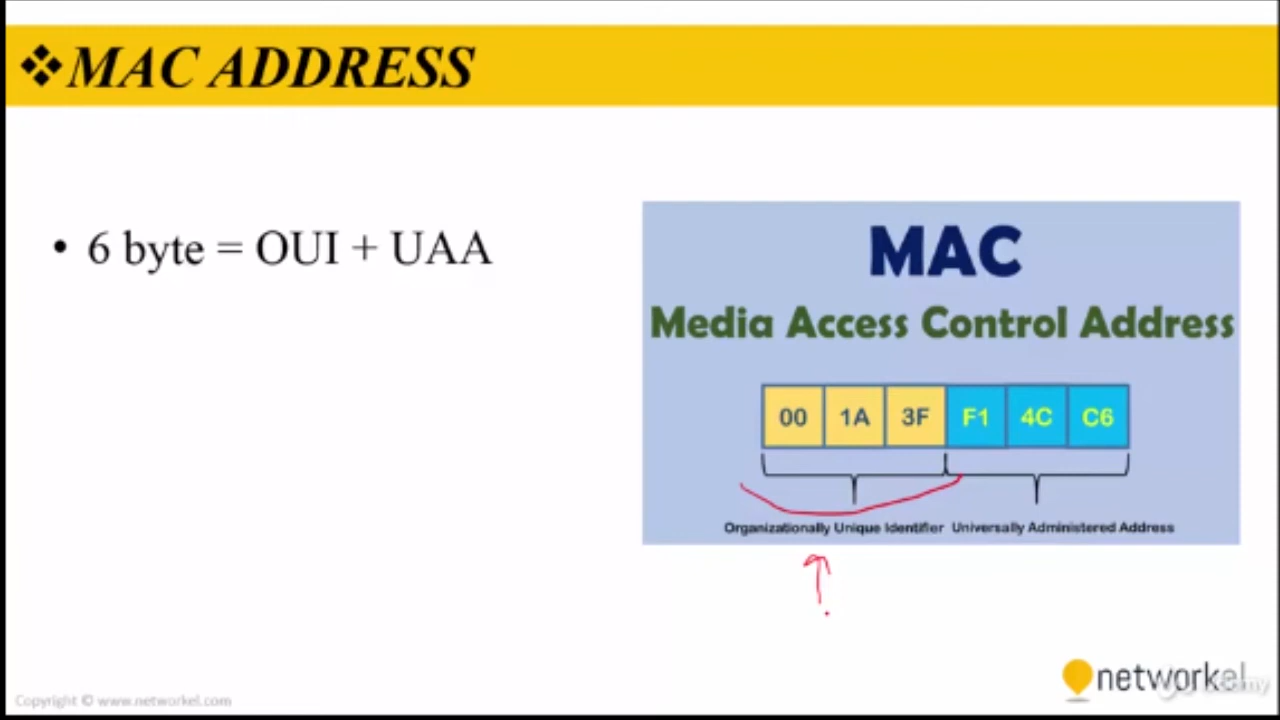 ❖MAC ADDRESS
• 6 byte = OUI + UAA
MAC
Media Access Control Address
00 1A 3F F1 4C C6
Organizationally Unique Identifier Universally Administered Address
networkel
Copyright © www.networkel.com